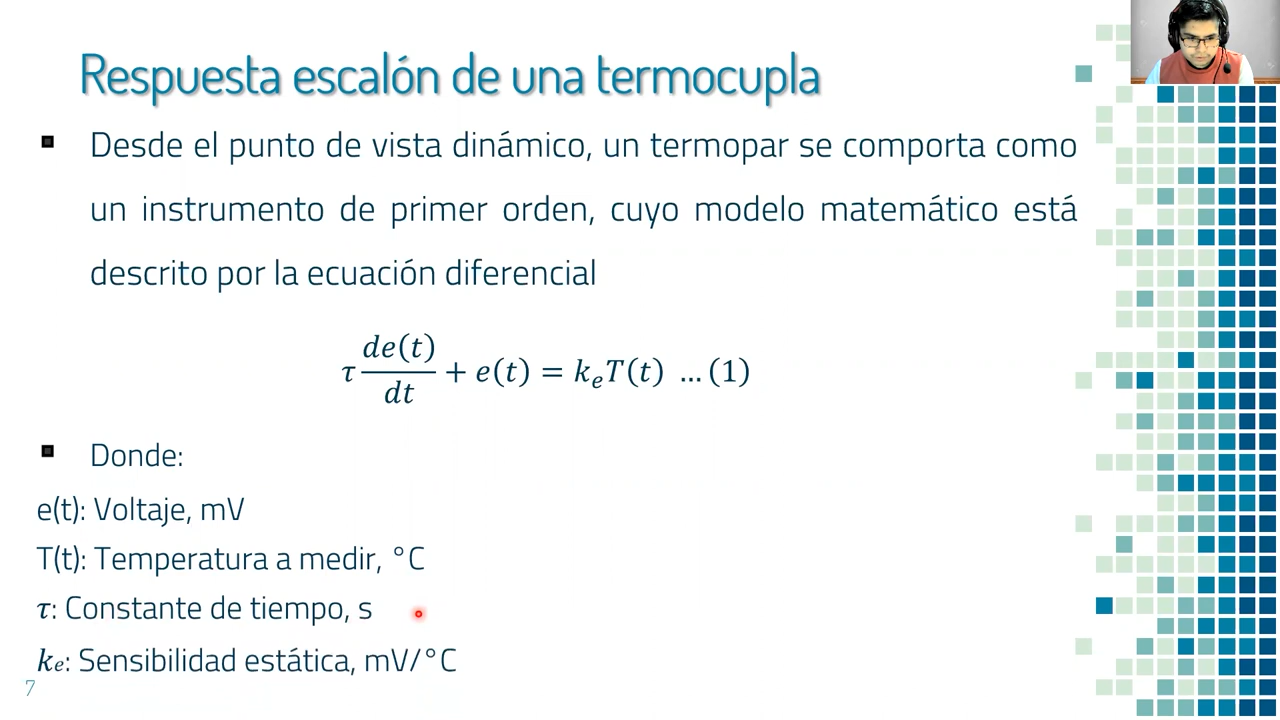 Respuesta escalón de una termocupla
Desde el punto de vista dinámico, un termopar se comporta como
un instrumento de primer orden, cuyo modelo matemático está
descrito por la ecuación diferencial
τ de(t)/dt + e(t) = kₑT(t) … (1)
Donde:
e(t): Voltaje, mV
T(t): Temperatura a medir, °C
τ: Constante de tiempo, s
kₑ: Sensibilidad estática, mV/°C
7